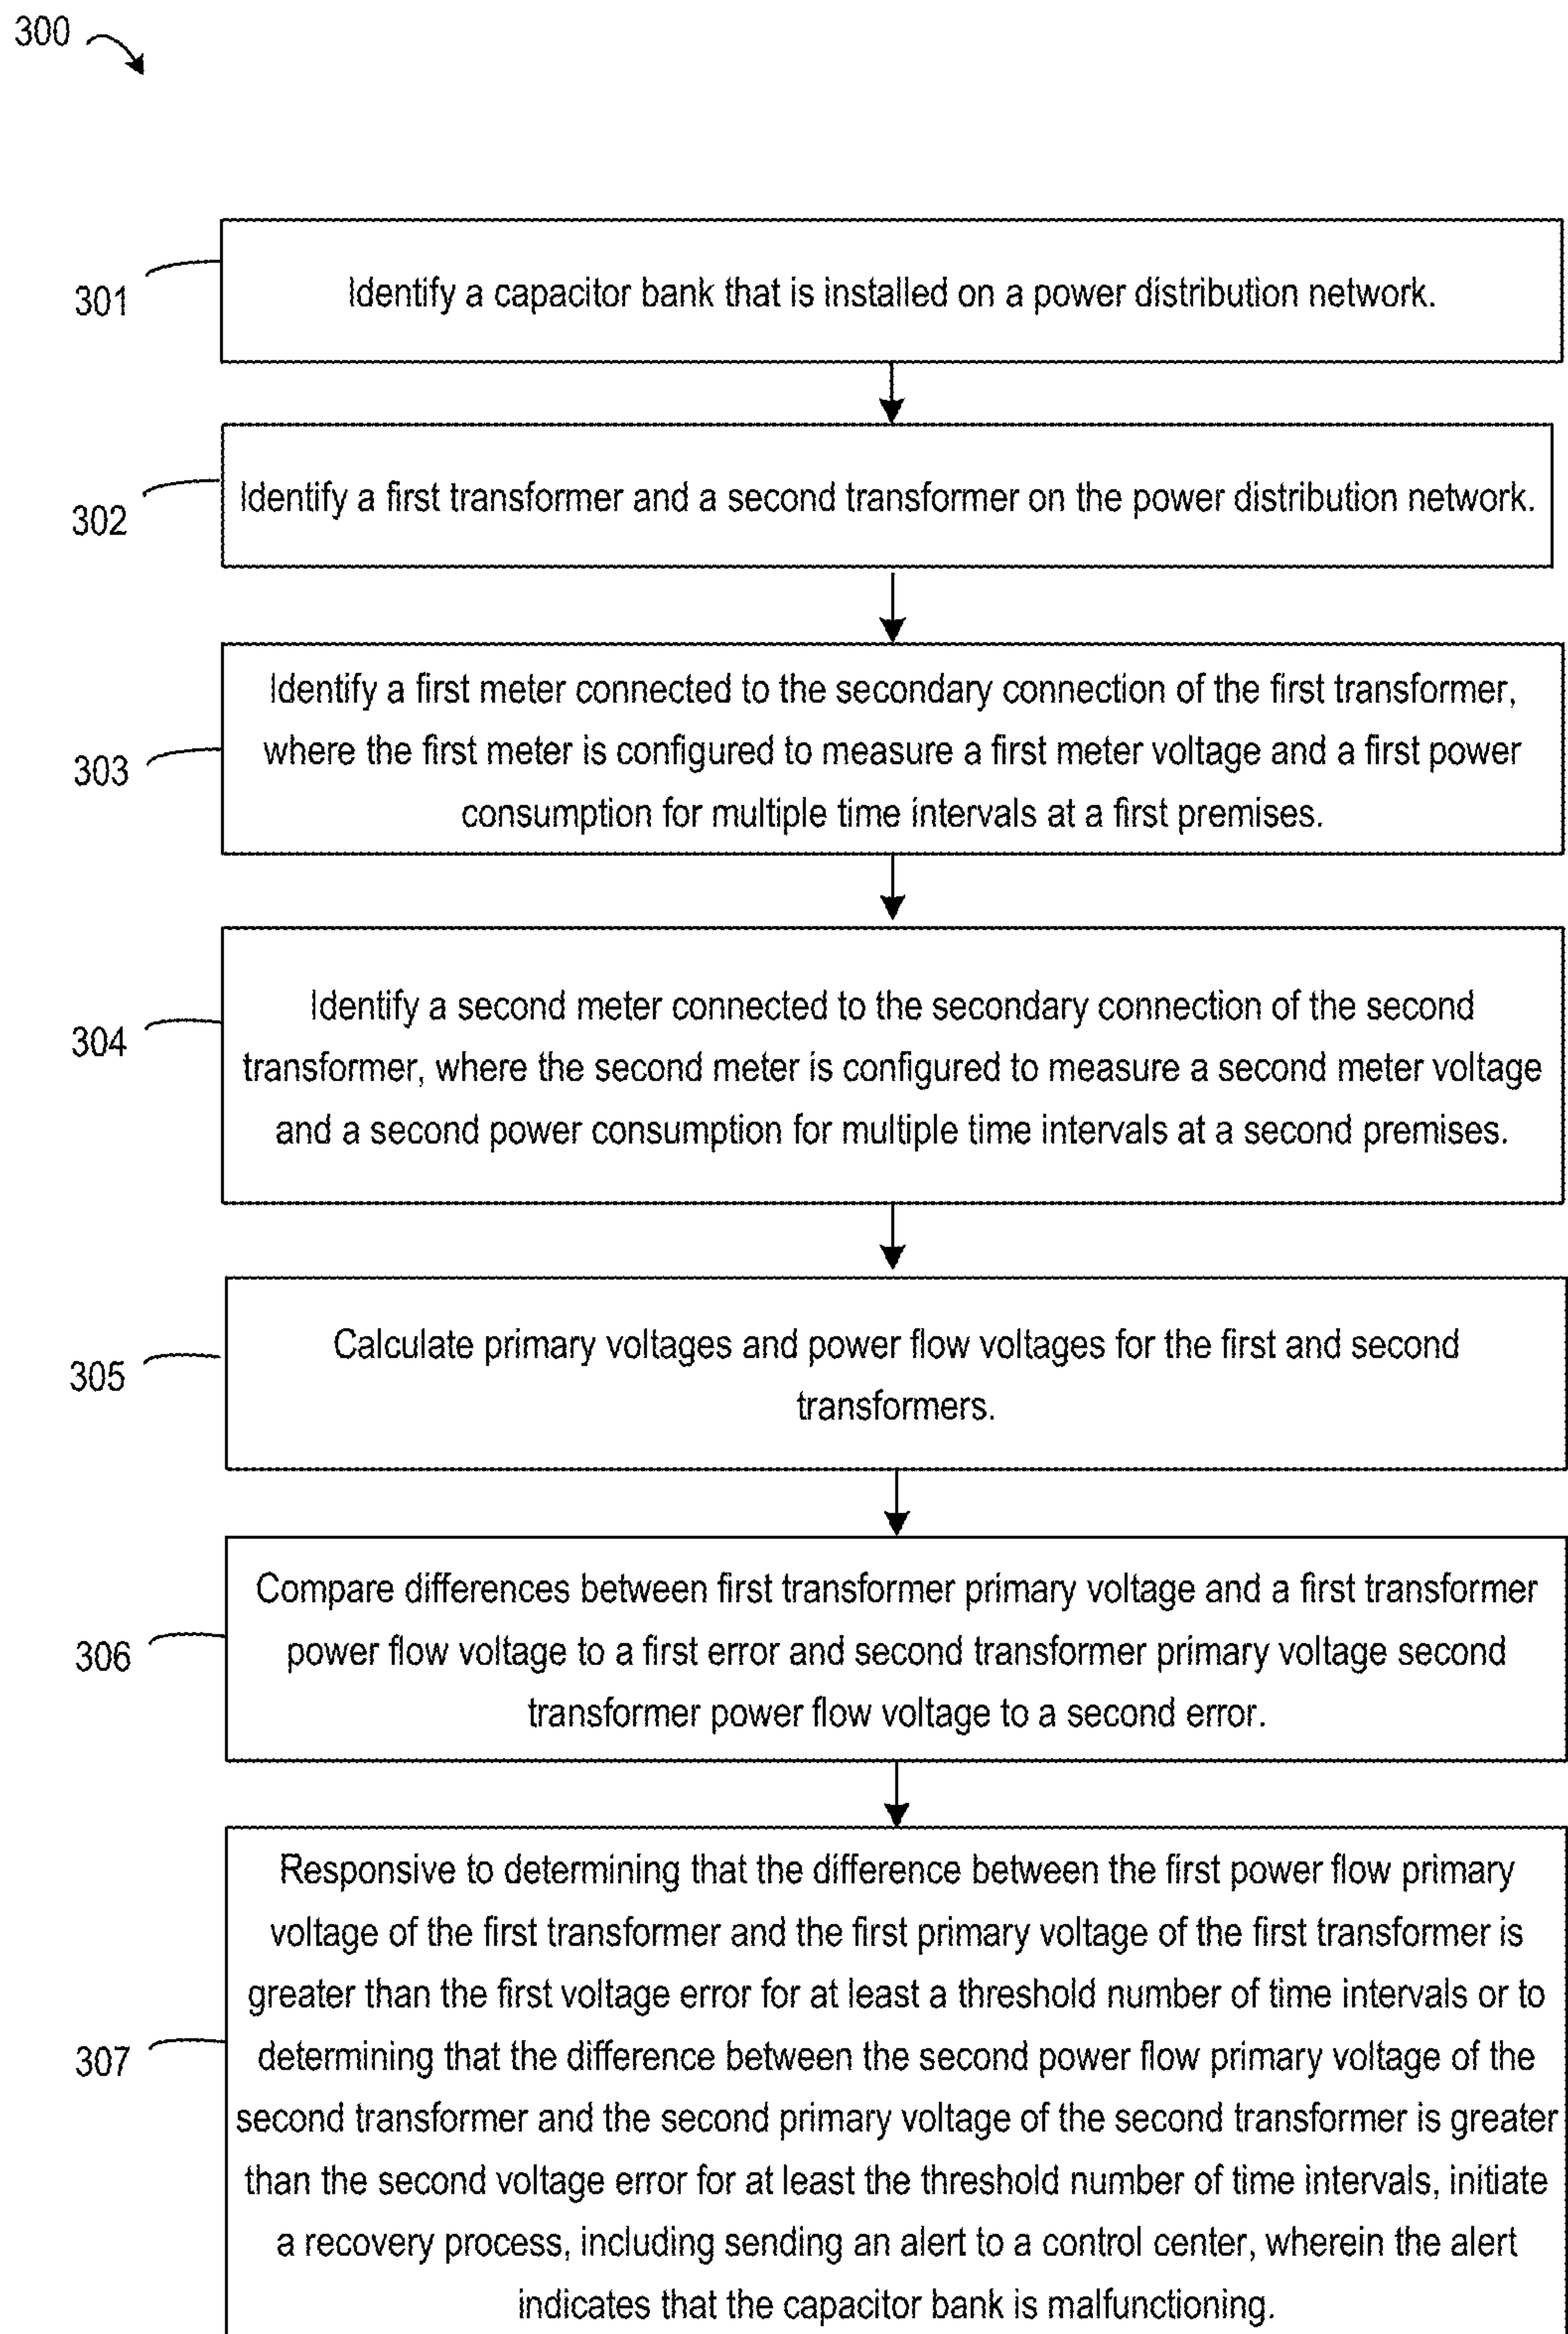 300
301
Identify a capacitor bank that is installed on a power distribution network.
302
Identify a first transformer and a second transformer on the power distribution network.
303
Identify a first meter connected to the secondary connection of the first transformer,
where the first meter is configured to measure a first meter voltage and a first power
consumption for multiple time intervals at a first premises.
304
Identify a second meter connected to the secondary connection of the second
transformer, where the second meter is configured to measure a second meter voltage
and a second power consumption for multiple time intervals at a second premises.
305
Calculate primary voltages and power flow voltages for the first and second
transformers.
306
Compare differences between first transformer primary voltage and a first transformer
power flow voltage to a first error and second transformer primary voltage second
transformer power flow voltage to a second error.
307
Responsive to determining that the difference between the first power flow primary
voltage of the first transformer and the first primary voltage of the first transformer is
greater than the first voltage error for at least a threshold number of time intervals or to
determining that the difference between the second power flow primary voltage of the
second transformer and the second primary voltage of the second transformer is greater
than the second voltage error for at least the threshold number of time intervals, initiate
a recovery process, including sending an alert to a control center, wherein the alert
indicates that the capacitor bank is malfunctioning.